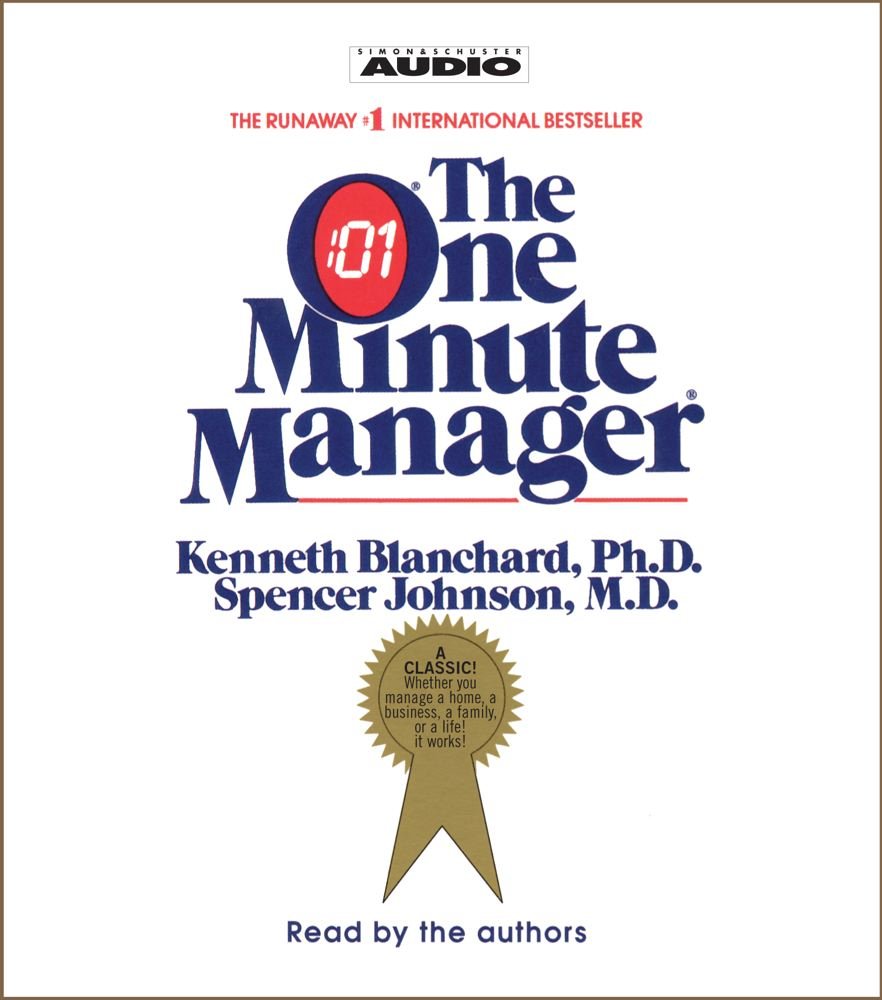 SIMON & SCHUSTER
AUDIO
THE RUNAWAY #1 INTERNATIONAL BESTSELLER
The
:01
One
Minute
Manager
Kenneth Blanchard, Ph.D.
Spencer Johnson, M.D.
A
CLASSIC!
Whether you
manage a home, a
business, a family,
or a life!
it works!
Read by the authors